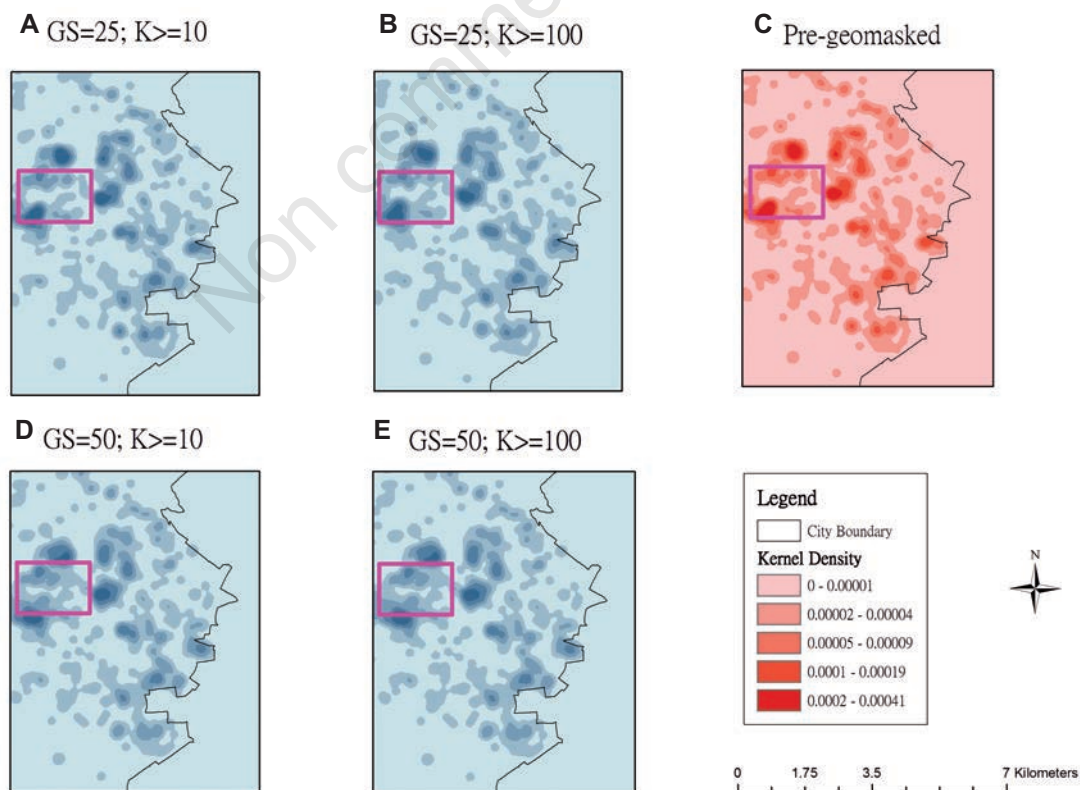 A GS=25; K>=10
B GS=25; K>=100
C Pre-geomasked
D GS=50; K>=10
E GS=50; K>=100
Legend
City Boundary
Kernel Density
0 - 0.00001
0.00002 - 0.00004
0.00005 - 0.00009
0.0001 - 0.00019
0.0002 - 0.00041
N
0 1.75 3.5 7 Kilometers